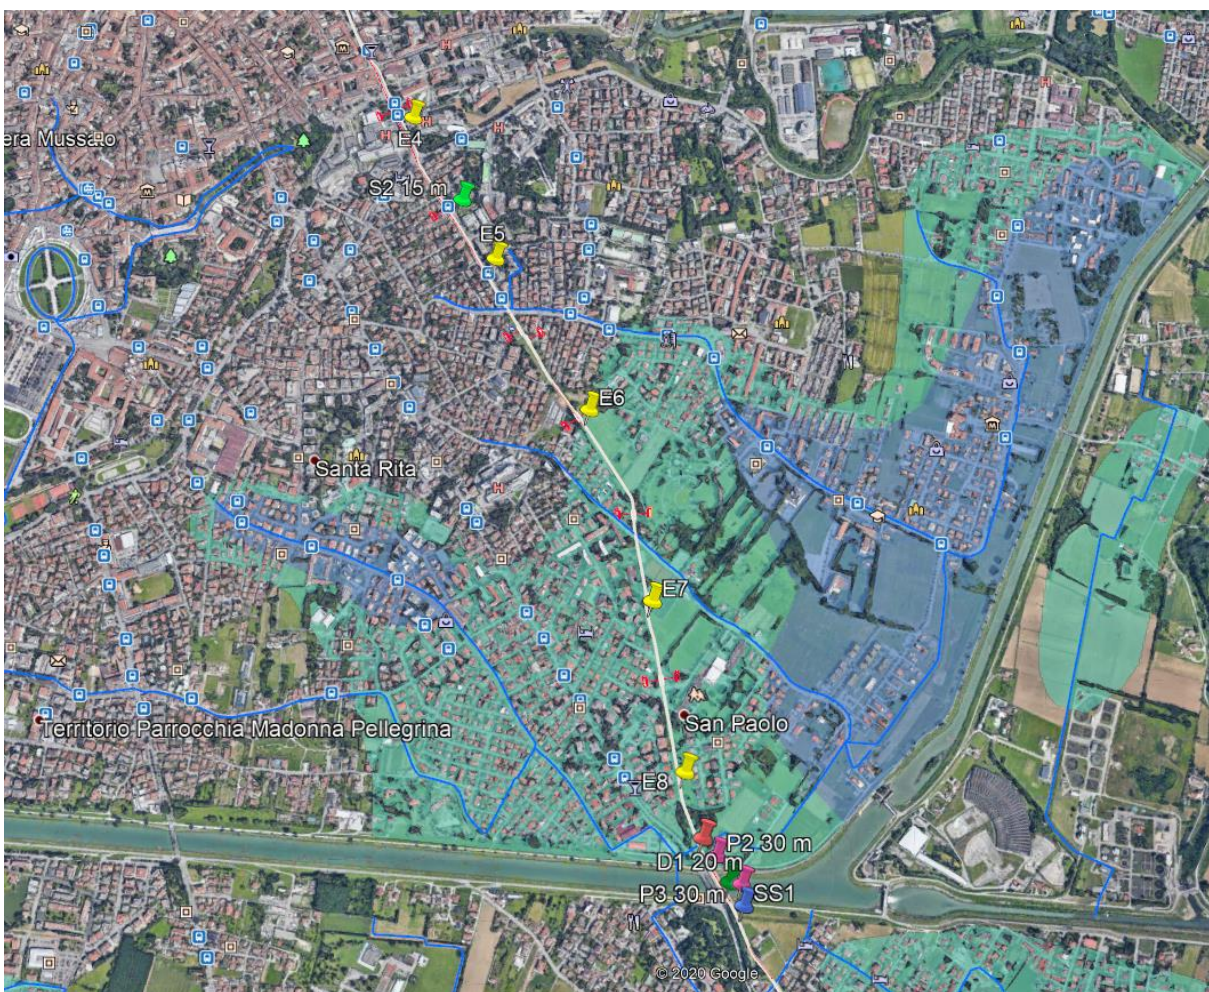 era Mussato
E4
S2 15 m
E5
E6
Santa Rita
E7
San Paolo
Territorio Parrocchia Madonna Pellegrina
E8
P2 30 m
D1 20 m
P3 30 m
SS1
© 2020 Google